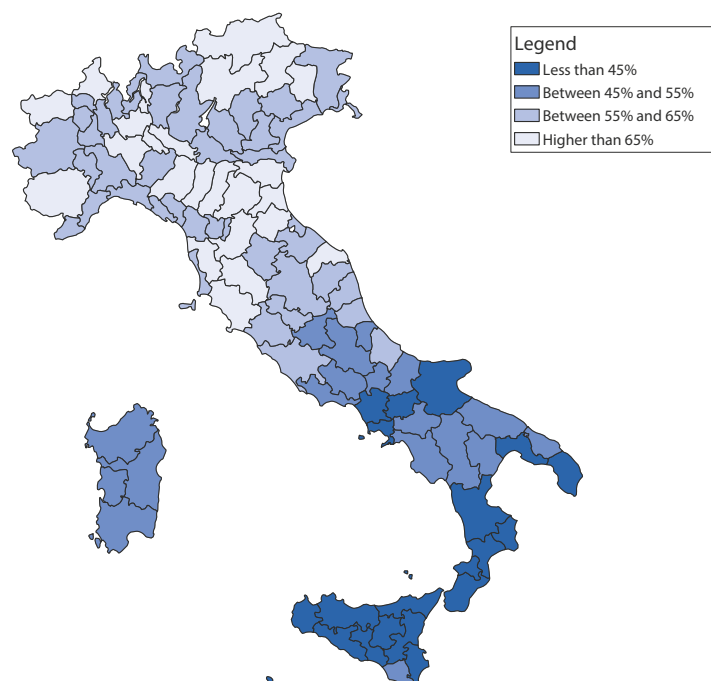 Legend
Less than 45%
Between 45% and 55%
Between 55% and 65%
Higher than 65%